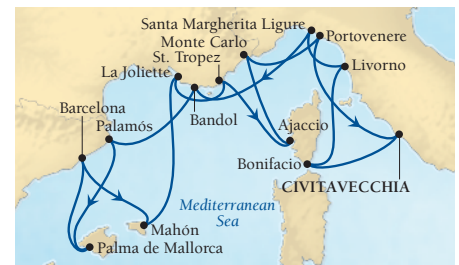 Santa Margherita Ligure
Portovenere
Monte Carlo
St. Tropez
Livorno
La Joliette
Barcelona
Palamós
Bandol
Ajaccio
Bonifacio
CIVITAVECCHIA
Mediterranean
Sea
Mahón
Palma de Mallorca